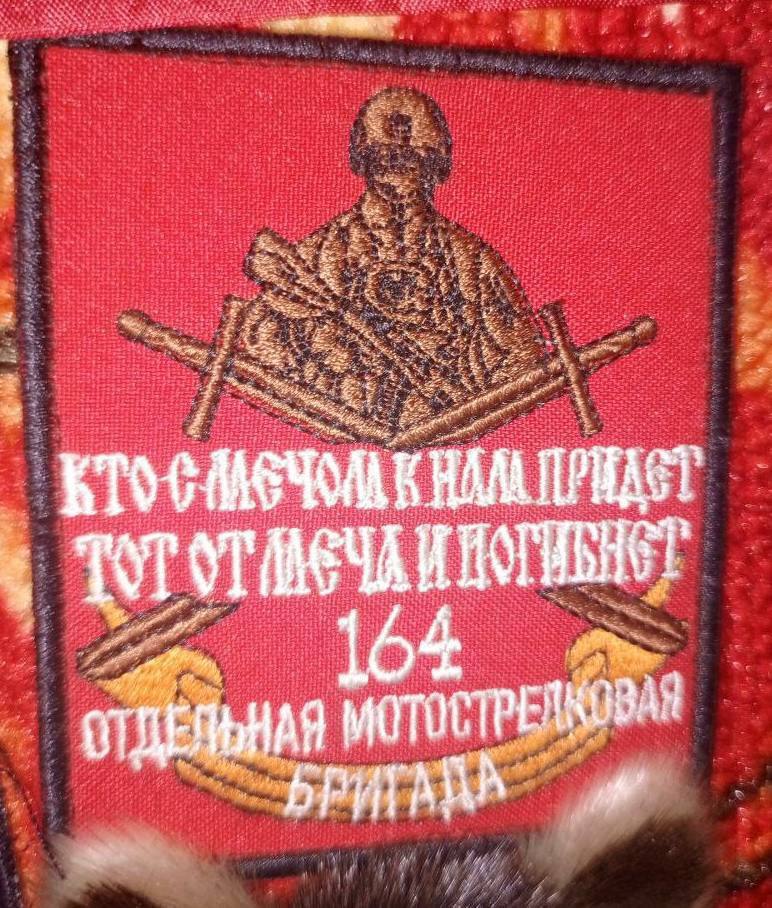 КТО С МЕЧОМ К НАМ ПРИДЕТ
ТОТ ОТ МЕЧА И ПОГИБНЕТ
164
ОТДЕЛЬНАЯ МОТОСТРЕЛКОВАЯ
БРИГАДА